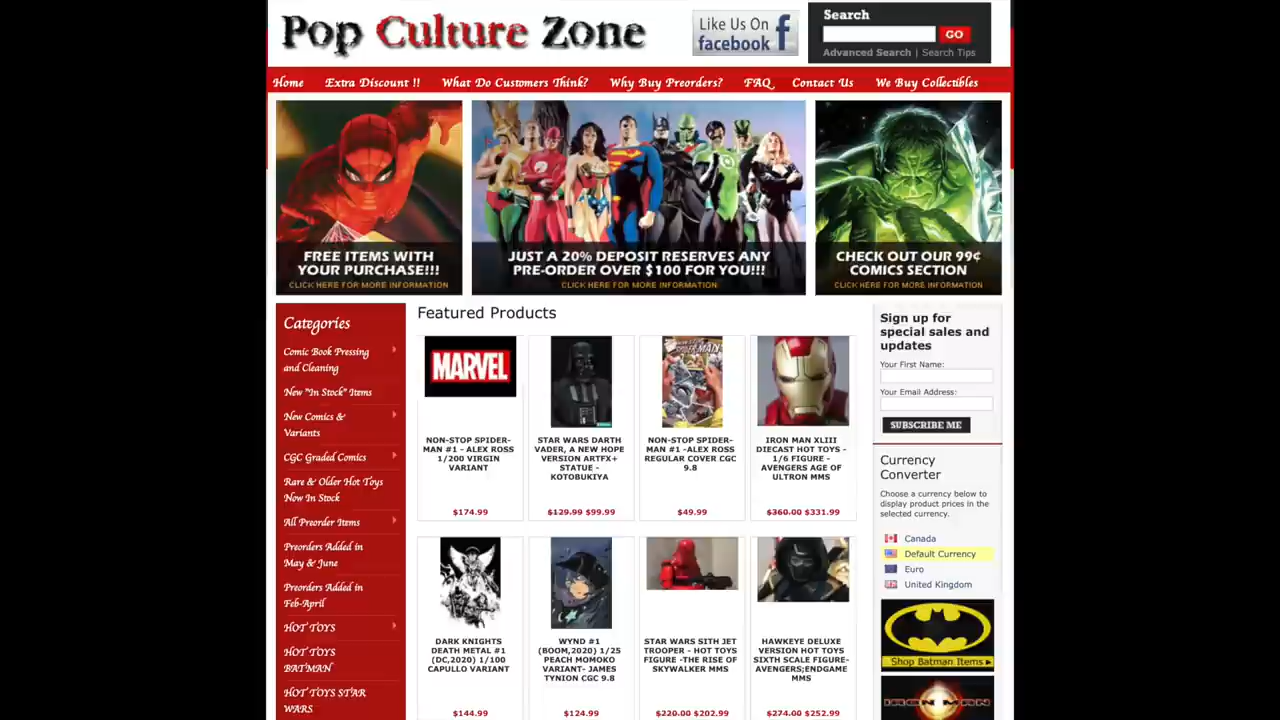 Pop Culture Zone
Like Us On
facebook
Search
GO
Advanced Search | Search Tips
Home
Extra Discount !!
What Do Customers Think?
Why Buy Preorders?
FAQ
Contact Us
We Buy Collectibles
FREE ITEMS WITH
YOUR PURCHASE!!!
CLICK HERE FOR MORE INFORMATION
JUST A 20% DEPOSIT RESERVES ANY
PRE-ORDER OVER $100 FOR YOU!!!
CLICK HERE FOR MORE INFORMATION
CHECK OUT OUR 99¢
COMICS SECTION
CLICK HERE FOR MORE INFORMATION
Categories
Comic Book Pressing
and Cleaning
New "In Stock" Items
New Comics &
Variants
CGC Graded Comics
Rare & Older Hot Toys
Now In Stock
All Preorder Items
Preorders Added in
May & June
Preorders Added in
Feb-April
HOT TOYS
HOT TOYS
BATMAN
HOT TOYS STAR
WARS
Featured Products
MARVEL
NON-STOP SPIDER-
MAN #1 - ALEX ROSS
1/200 VIRGIN
VARIANT
$174.99
STAR WARS DARTH
VADER, A NEW HOPE
VERSION ARTFX+
STATUE -
KOTOBUKIYA
$129.99 $99.99
NON-STOP SPIDER-
MAN #1 -ALEX ROSS
REGULAR COVER CGC
9.8
$49.99
IRON MAN XLIII
DIECAST HOT TOYS -
1/6 FIGURE -
AVENGERS AGE OF
ULTRON MMS
$360.00 $331.99
DARK KNIGHTS
DEATH METAL #1
(DC,2020) 1/100
CAPULLO VARIANT
$144.99
WYND #1
(BOOM,2020) 1/25
PEACH MOMOKO
VARIANT- JAMES
TYNION CGC 9.8
$124.99
STAR WARS SITH JET
TROOPER - HOT TOYS
FIGURE -THE RISE OF
SKYWALKER MMS
$220.00 $202.99
HAWKEYE DELUXE
VERSION HOT TOYS
SIXTH SCALE FIGURE-
AVENGERS;ENDGAME
MMS
$274.00 $252.99
Sign up for
special sales and
updates
Your First Name:
Your Email Address:
SUBSCRIBE ME
Currency
Converter
Choose a currency below to
display product prices in the
selected currency.
Canada
Default Currency
Euro
United Kingdom
Shop Batman Items
IRON MAN